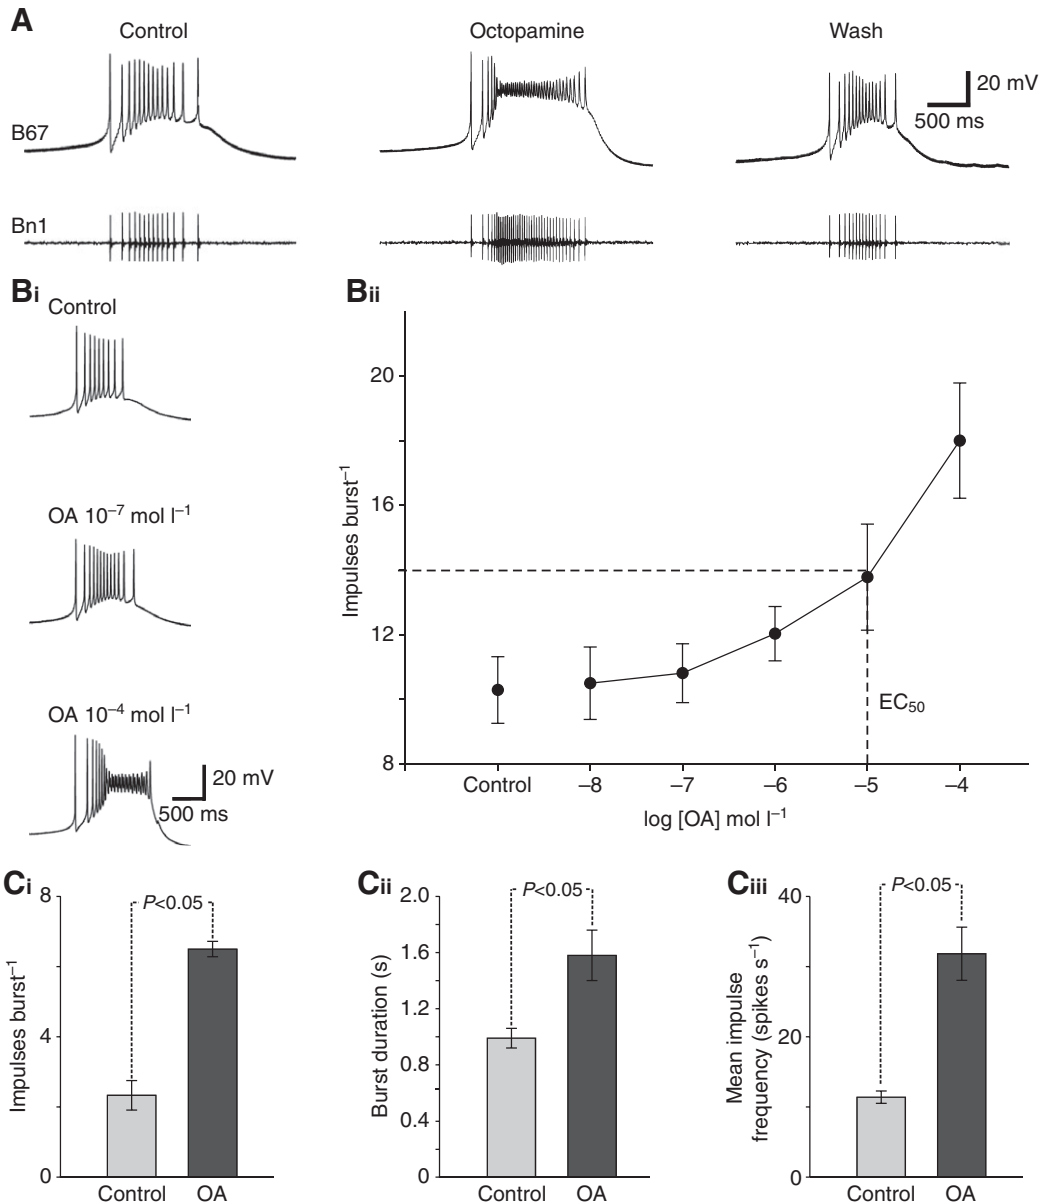 A
Control
Octopamine
Wash
B67
20 mV
500 ms
Bn1
Bi
Control
OA 10⁻⁷ mol l⁻¹
OA 10⁻⁴ mol l⁻¹
20 mV
500 ms
Bii
Impulses burst⁻¹
20
16
12
8
EC₅₀
Control
–8
–7
–6
–5
–4
log [OA] mol l⁻¹
Ci
Impulses burst⁻¹
8
4
0
P<0.05
Control
OA
Cii
Burst duration (s)
2.0
1.6
1.2
0.8
0.4
0
P<0.05
Control
OA
Ciii
Mean impulse
frequency (spikes s⁻¹)
40
20
0
P<0.05
Control
OA